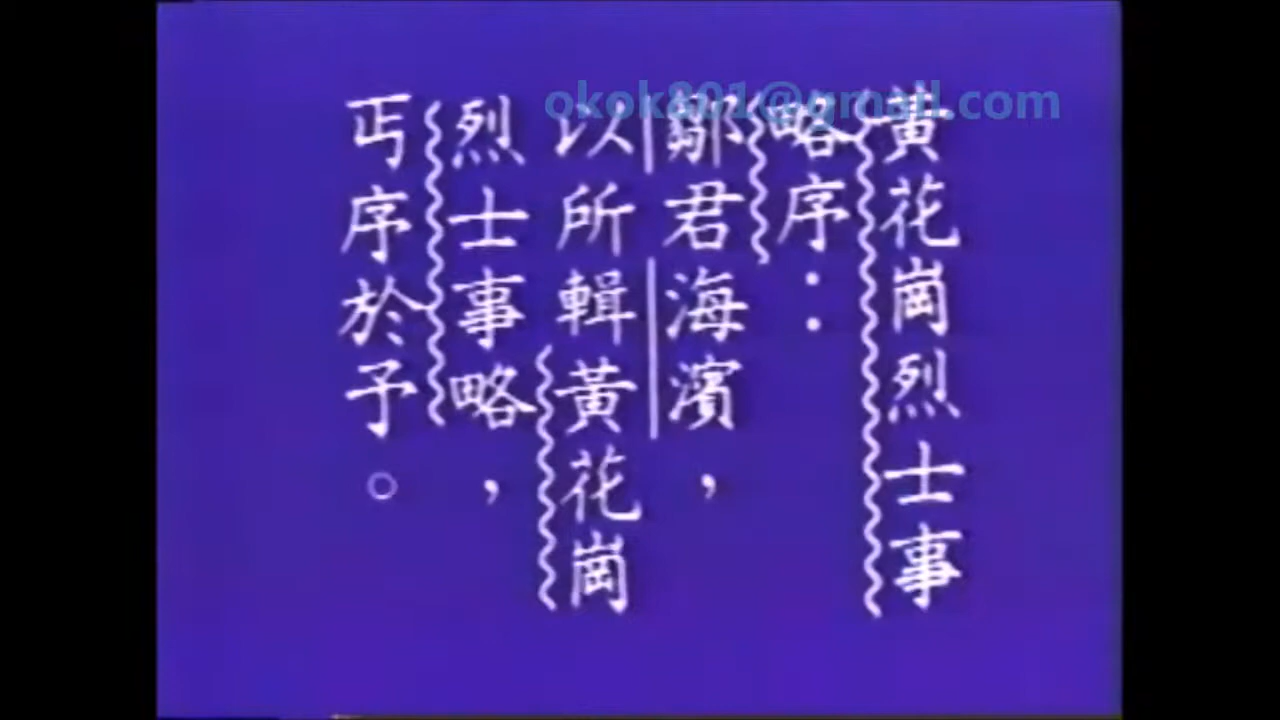 okok801@gmail.com
黃花崗烈士事
略序：
鄒君海濱，
以所輯黃花崗
烈士事略，
丐序於予。